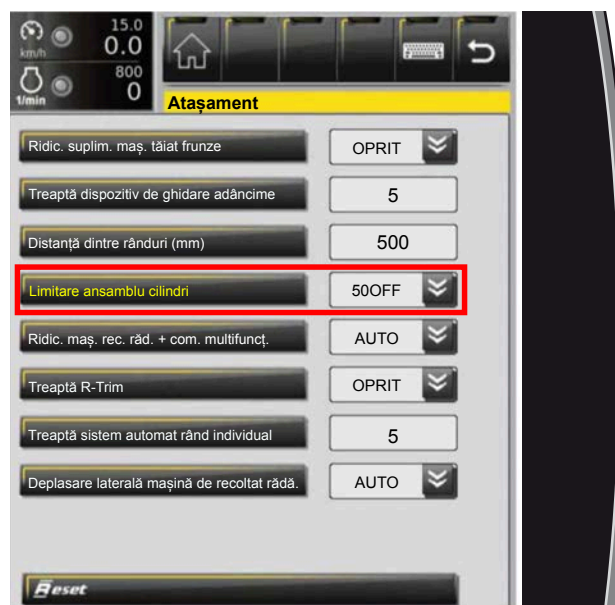 15.0
km/h 0.0
800
1/min 0
Atașament
Ridic. suplim. maș. tăiat frunze OPRIT
Treaptă dispozitiv de ghidare adâncime 5
Distanță dintre rânduri (mm) 500
Limitare ansamblu cilindri 50OFF
Ridic. maș. rec. răd. + com. multifuncț. AUTO
Treaptă R-Trim OPRIT
Treaptă sistem automat rând individual 5
Deplasare laterală mașină de recoltat rădă. AUTO
Reset